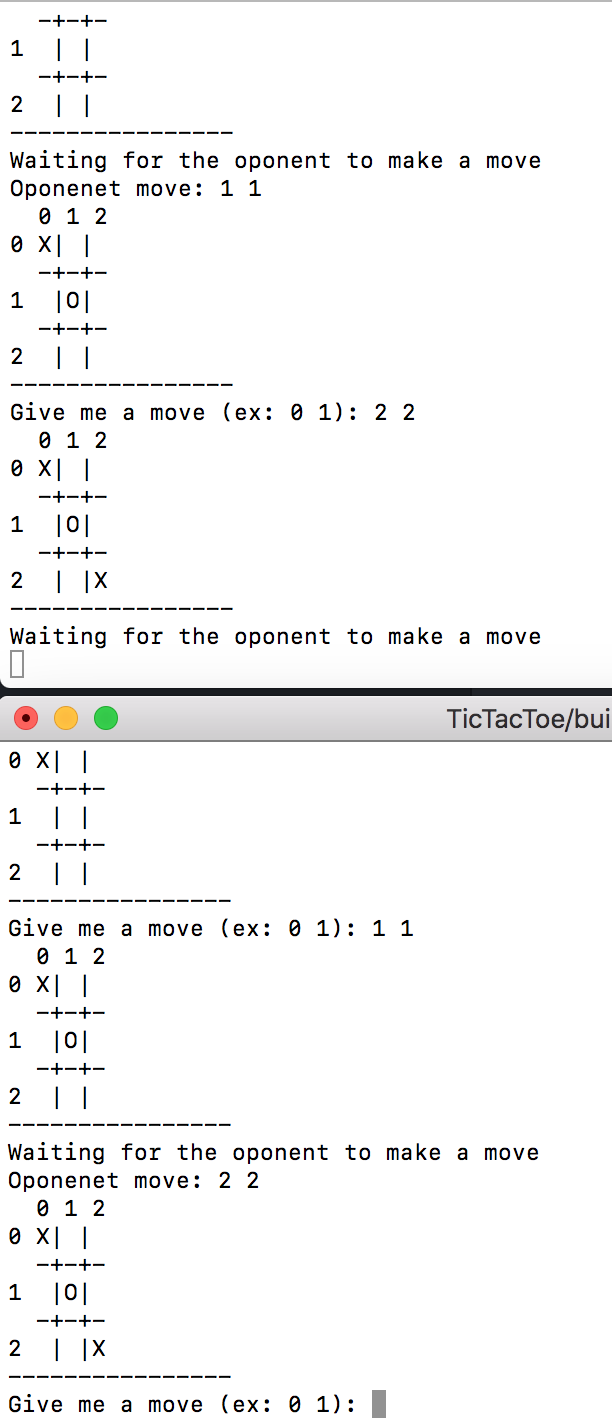 -+-+-
1  | |
  -+-+-
2  | |
----------------
Waiting for the oponent to make a move
Oponenet move: 1 1
  0 1 2
0 X| |
  -+-+-
1  |O|
  -+-+-
2  | |
----------------
Give me a move (ex: 0 1): 2 2
  0 1 2
0 X| |
  -+-+-
1  |O|
  -+-+-
2  | |X
----------------
Waiting for the oponent to make a move
TicTacToe/bui
0 X| |
  -+-+-
1  | |
  -+-+-
2  | |
----------------
Give me a move (ex: 0 1): 1 1
  0 1 2
0 X| |
  -+-+-
1  |O|
  -+-+-
2  | |
----------------
Waiting for the oponent to make a move
Oponenet move: 2 2
  0 1 2
0 X| |
  -+-+-
1  |O|
  -+-+-
2  | |X
----------------
Give me a move (ex: 0 1):